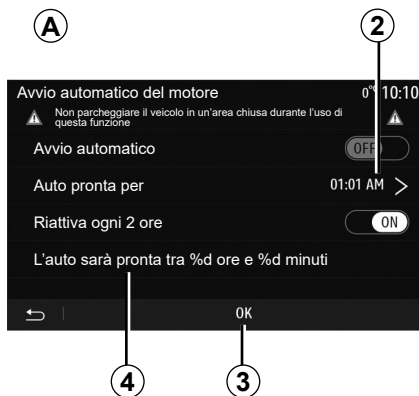 A
2
Avvio automatico del motore
0° 10:10
Non parcheggiare il veicolo in un'area chiusa durante l'uso di
questa funzione
Avvio automatico
OFF
Auto pronta per
01:01 AM
Riattiva ogni 2 ore
ON
L'auto sarà pronta tra %d ore e %d minuti
OK
4
3